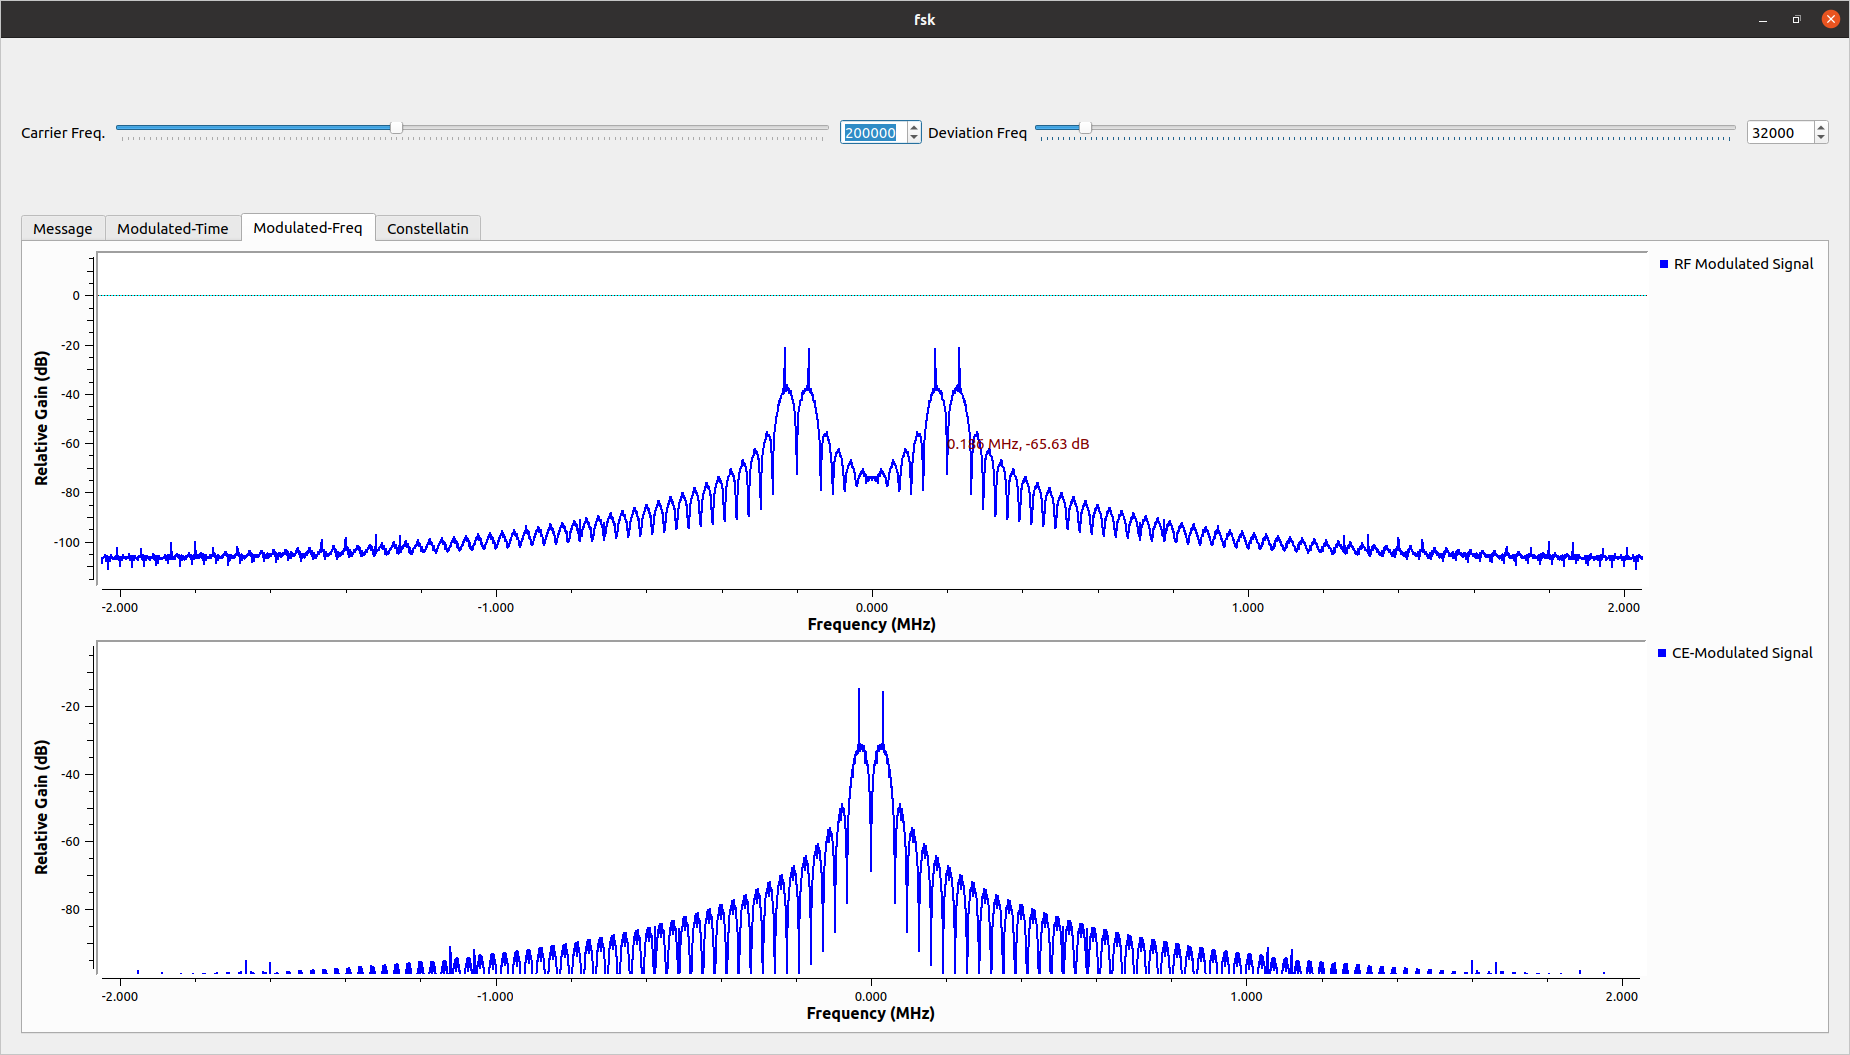 fsk
Carrier Freq. 200000 Deviation Freq 32000
Message Modulated-Time Modulated-Freq Constellatin
RF Modulated Signal
Relative Gain (dB)
0
-20
-40
-60
-80
-100
0.186 MHz, -65.63 dB
-2.000 -1.000 0.000 1.000 2.000
Frequency (MHz)
CE-Modulated Signal
Relative Gain (dB)
-20
-40
-60
-80
-2.000 -1.000 0.000 1.000 2.000
Frequency (MHz)